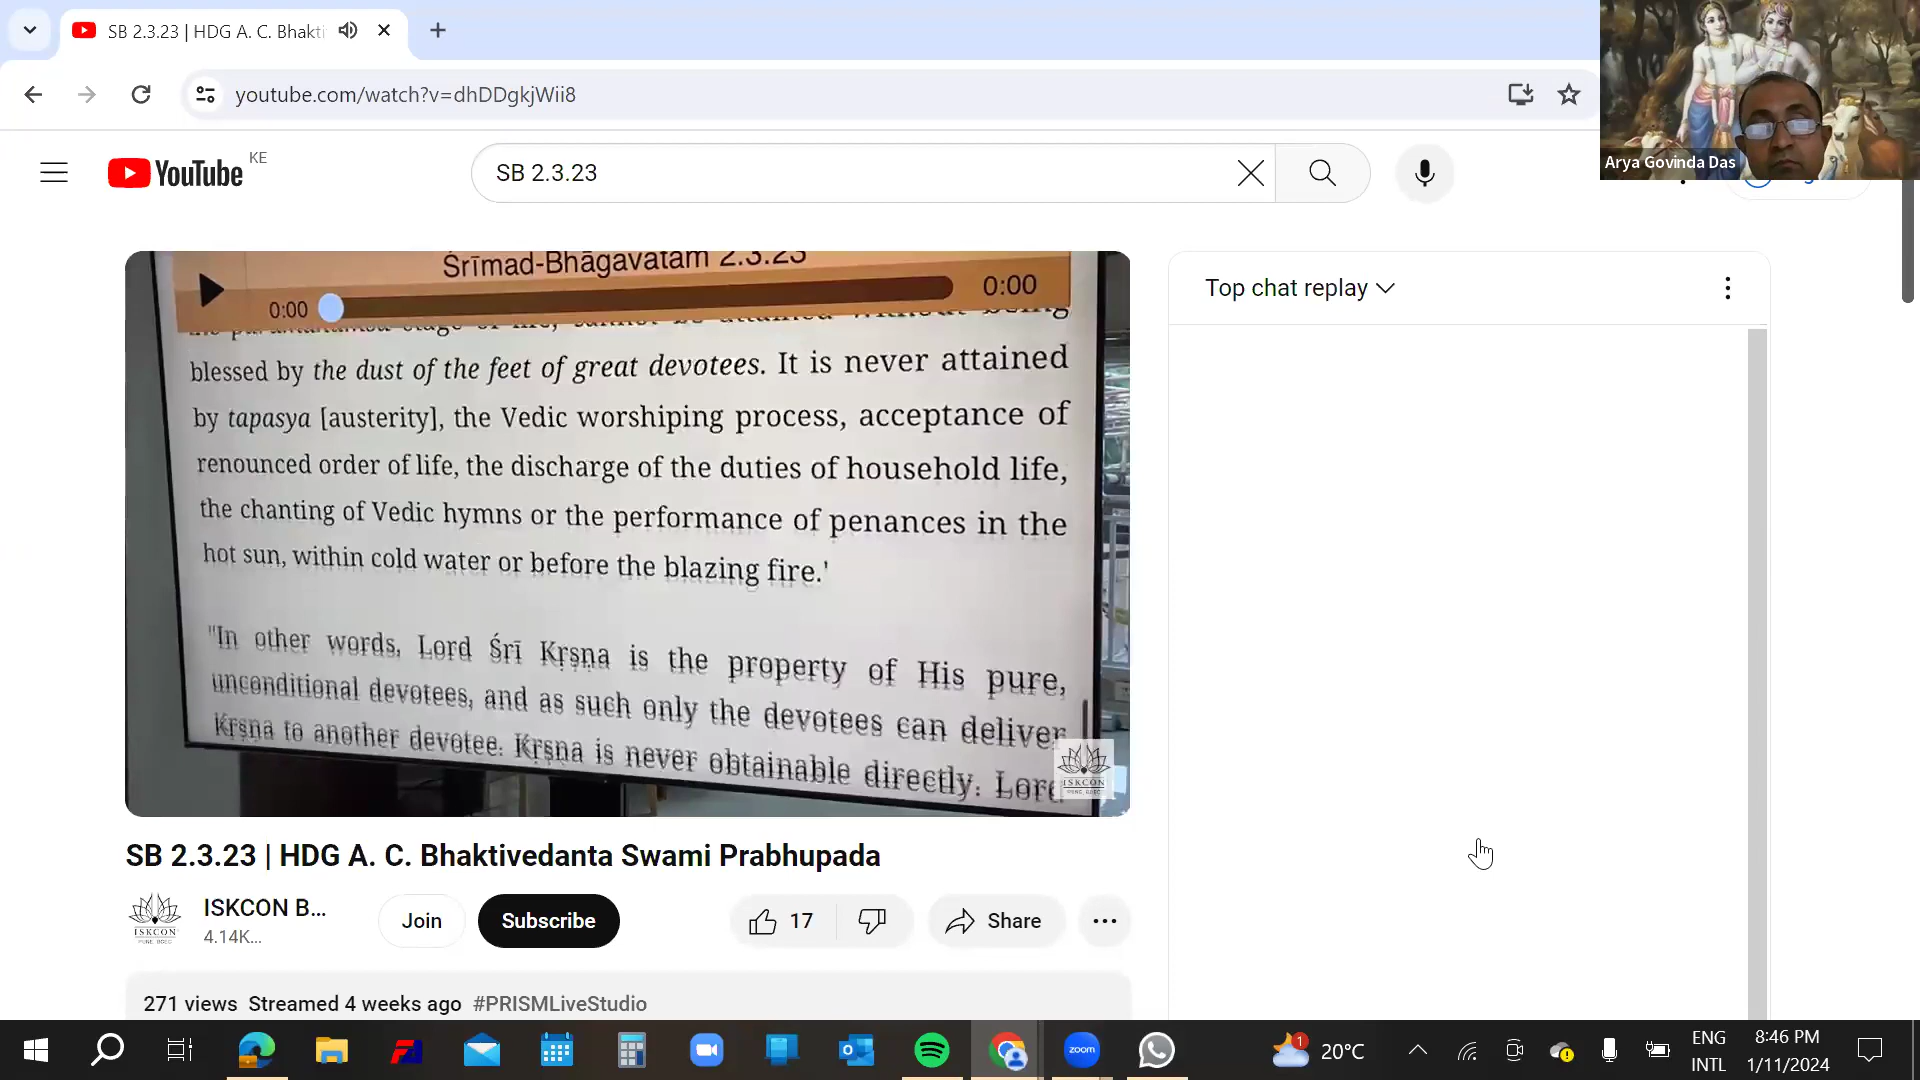 SB 2.3.23 | HDG A. C. Bhakti
youtube.com/watch?v=dhDDgkjWii8
Arya Govinda Das
YouTube KE
SB 2.3.23
Śrīmad-Bhāgavatam 2.3.23
0:00
0:00
blessed by the dust of the feet of great devotees. It is never attained
by tapasya [austerity], the Vedic worshiping process, acceptance of
renounced order of life, the discharge of the duties of household life,
the chanting of Vedic hymns or the performance of penances in the
hot sun, within cold water or before the blazing fire.'
"In other words, Lord Śrī Kṛṣṇa is the property of His pure,
unconditional devotees, and as such only the devotees can deliver
Kṛṣṇa to another devotee. Kṛṣṇa is never obtainable directly. Lord
ISKCON
Top chat replay
SB 2.3.23 | HDG A. C. Bhaktivedanta Swami Prabhupada
ISKCON
ISKCON B...
4.14K...
Join
Subscribe
17
Share
271 views Streamed 4 weeks ago #PRISMLiveStudio
zoom
1
20°C
ENG
INTL
8:46 PM
1/11/2024